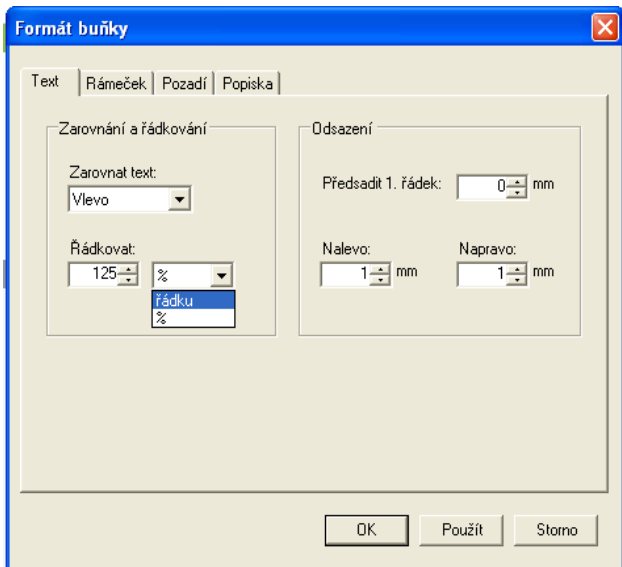 Formát buňky
Text Rámeček Pozadí Popiska
Zarovnání a řádkování
Zarovnat text:
Vlevo
Řádkovat:
125 %
řádku
%
Odsazení
Předsadit 1. řádek: 0 mm
Nalevo: Napravo:
1 mm 1 mm
OK Použít Storno